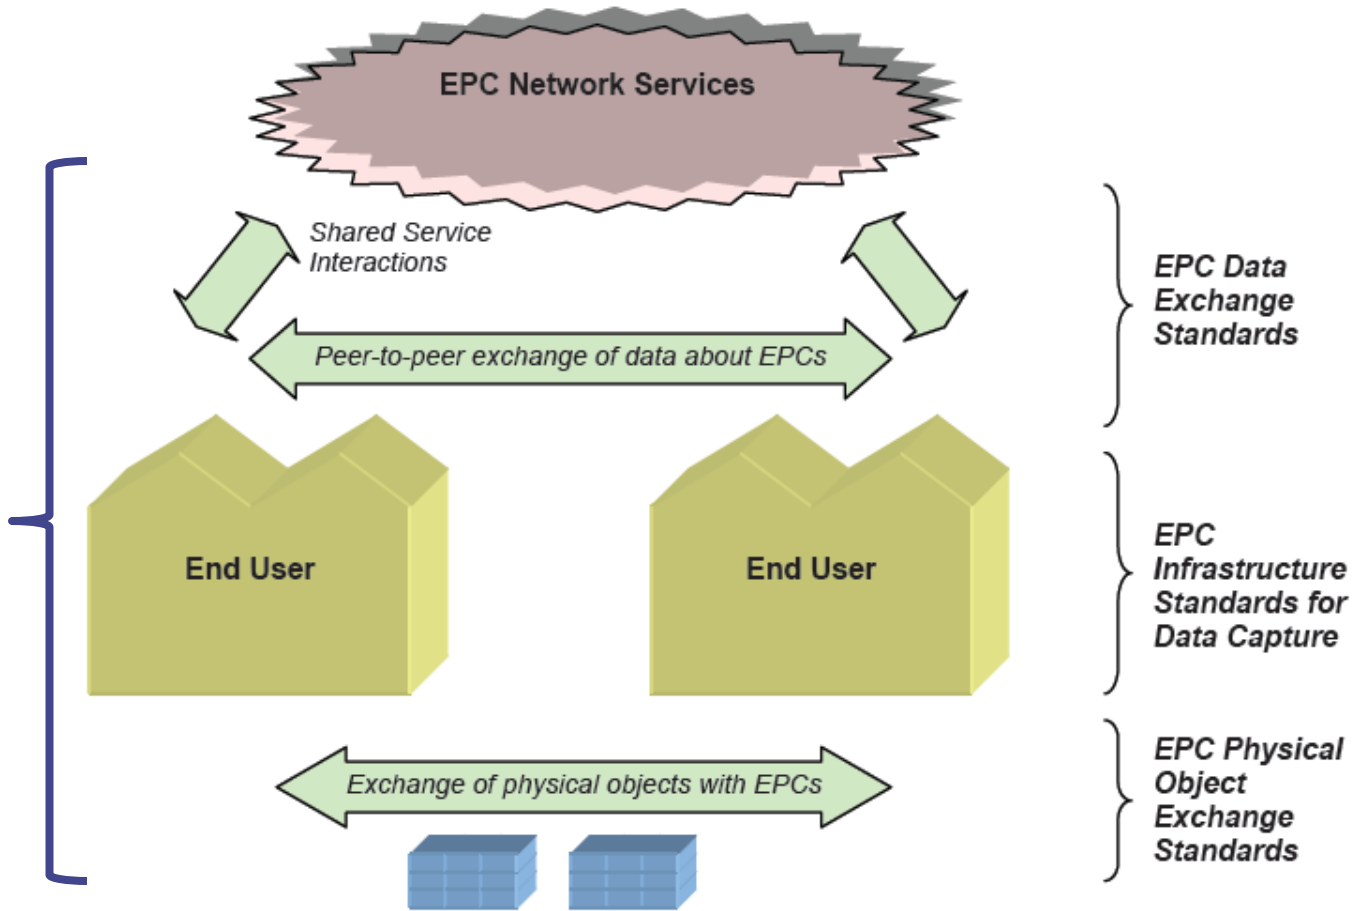 EPC Network Services
Shared Service
Interactions
EPC Data
Exchange
Standards
Peer-to-peer exchange of data about EPCs
End User
End User
EPC
Infrastructure
Standards for
Data Capture
Exchange of physical objects with EPCs
EPC Physical
Object
Exchange
Standards